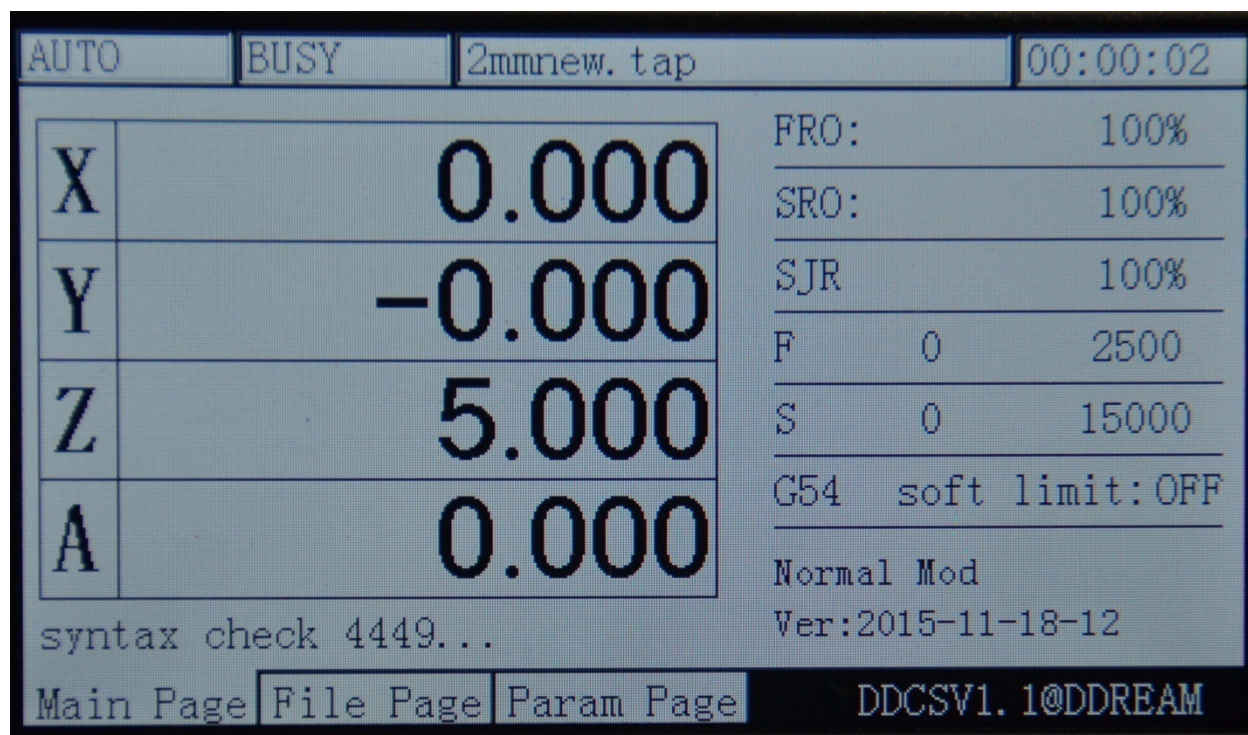 AUTO BUSY 2mmnew.tap 00:00:02
X 0.000
Y -0.000
Z 5.000
A 0.000
FRO: 100%
SRO: 100%
SJR 100%
F 0 2500
S 0 15000
G54 soft limit:OFF
Normal Mod
Ver:2015-11-18-12
syntax check 4449...
Main Page File Page Param Page DDCSV1.1@DDREAM